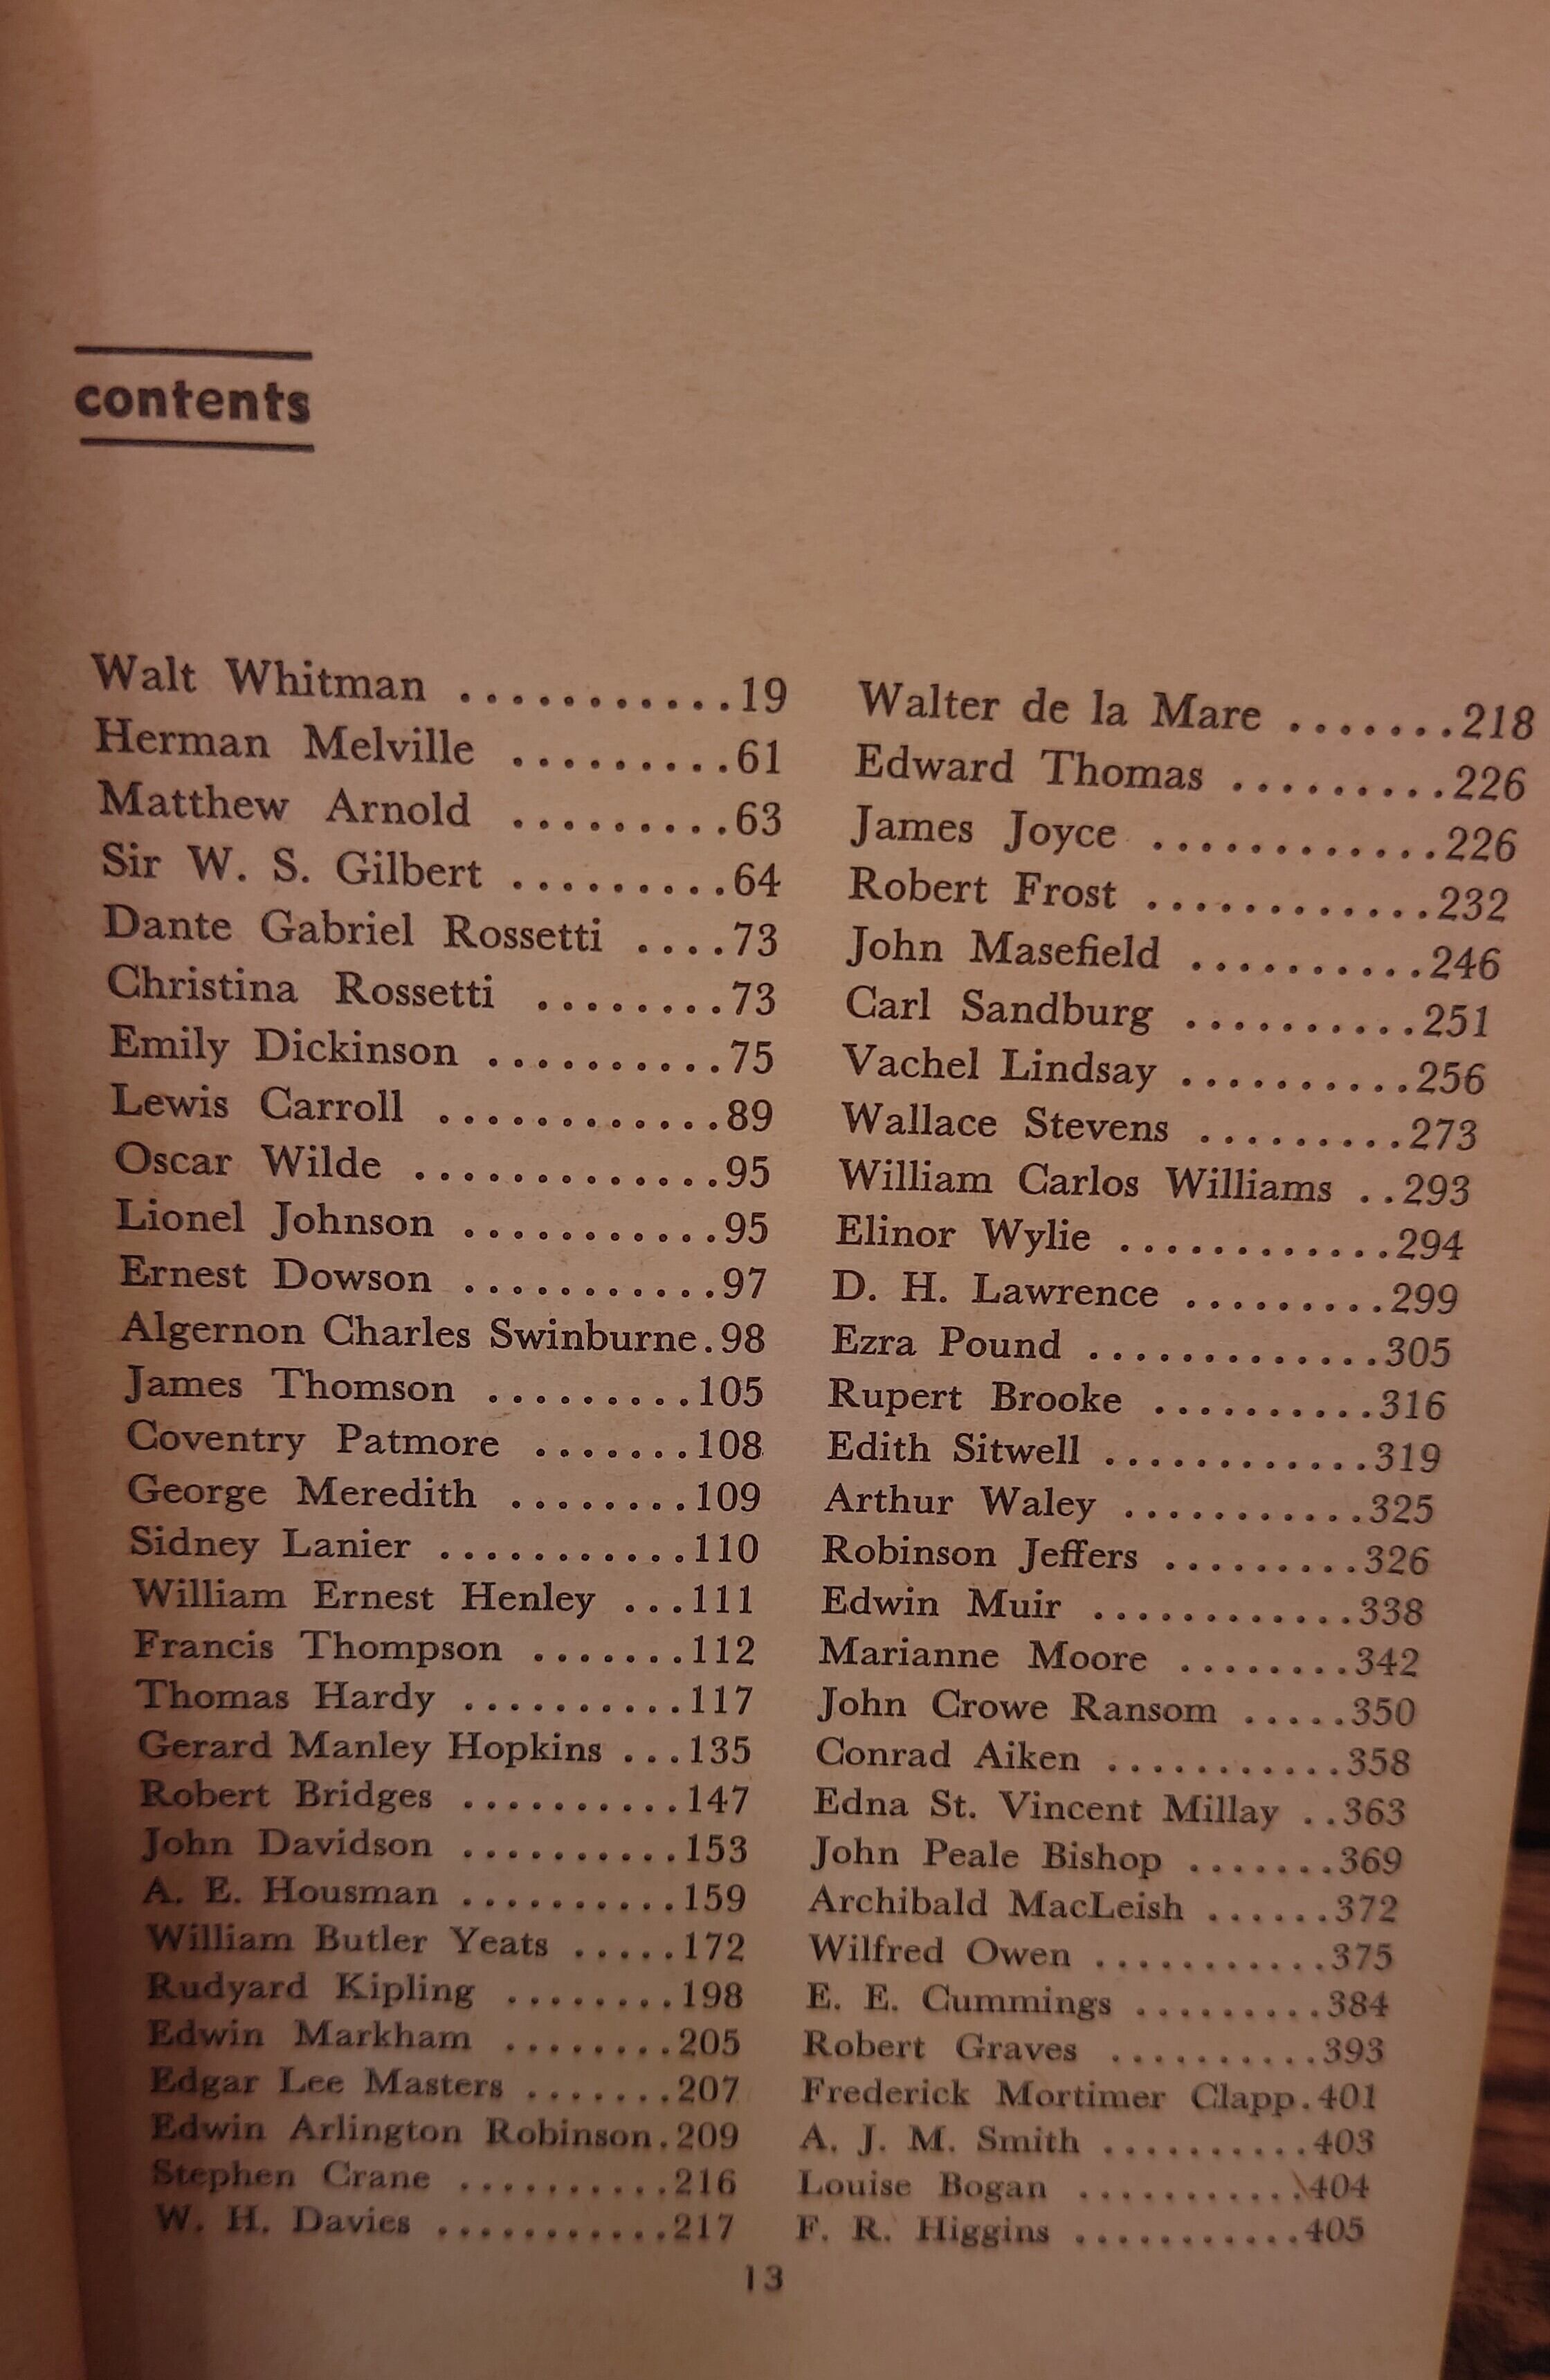 contents
Walt Whitman ...........19
Herman Melville .........61
Matthew Arnold .........63
Sir W. S. Gilbert .........64
Dante Gabriel Rossetti ....73
Christina Rossetti ........73
Emily Dickinson ..........75
Lewis Carroll ............89
Oscar Wilde .............95
Lionel Johnson ...........95
Ernest Dowson ...........97
Algernon Charles Swinburne.98
James Thomson .........105
Coventry Patmore .......108
George Meredith ........109
Sidney Lanier ...........110
William Ernest Henley ...111
Francis Thompson .......112
Thomas Hardy ..........117
Gerard Manley Hopkins ...135
Robert Bridges ..........147
John Davidson ..........153
A. E. Housman ..........159
William Butler Yeats .....172
Rudyard Kipling ........198
Edwin Markham ........205
Edgar Lee Masters .......207
Edwin Arlington Robinson.209
Stephen Crane ..........216
W. H. Davies ...........217
Walter de la Mare .......218
Edward Thomas .........226
James Joyce ............226
Robert Frost ............232
John Masefield ..........246
Carl Sandburg ..........251
Vachel Lindsay ..........256
Wallace Stevens .........273
William Carlos Williams ..293
Elinor Wylie ............294
D. H. Lawrence .........299
Ezra Pound .............305
Rupert Brooke ..........316
Edith Sitwell ............319
Arthur Waley ...........325
Robinson Jeffers .........326
Edwin Muir ............338
Marianne Moore ........342
John Crowe Ransom .....350
Conrad Aiken ...........358
Edna St. Vincent Millay ..363
John Peale Bishop .......369
Archibald MacLeish ......372
Wilfred Owen ...........375
E. E. Cummings .........384
Robert Graves ..........393
Frederick Mortimer Clapp.401
A. J. M. Smith ..........403
Louise Bogan ...........404
F. R. Higgins ...........405
13